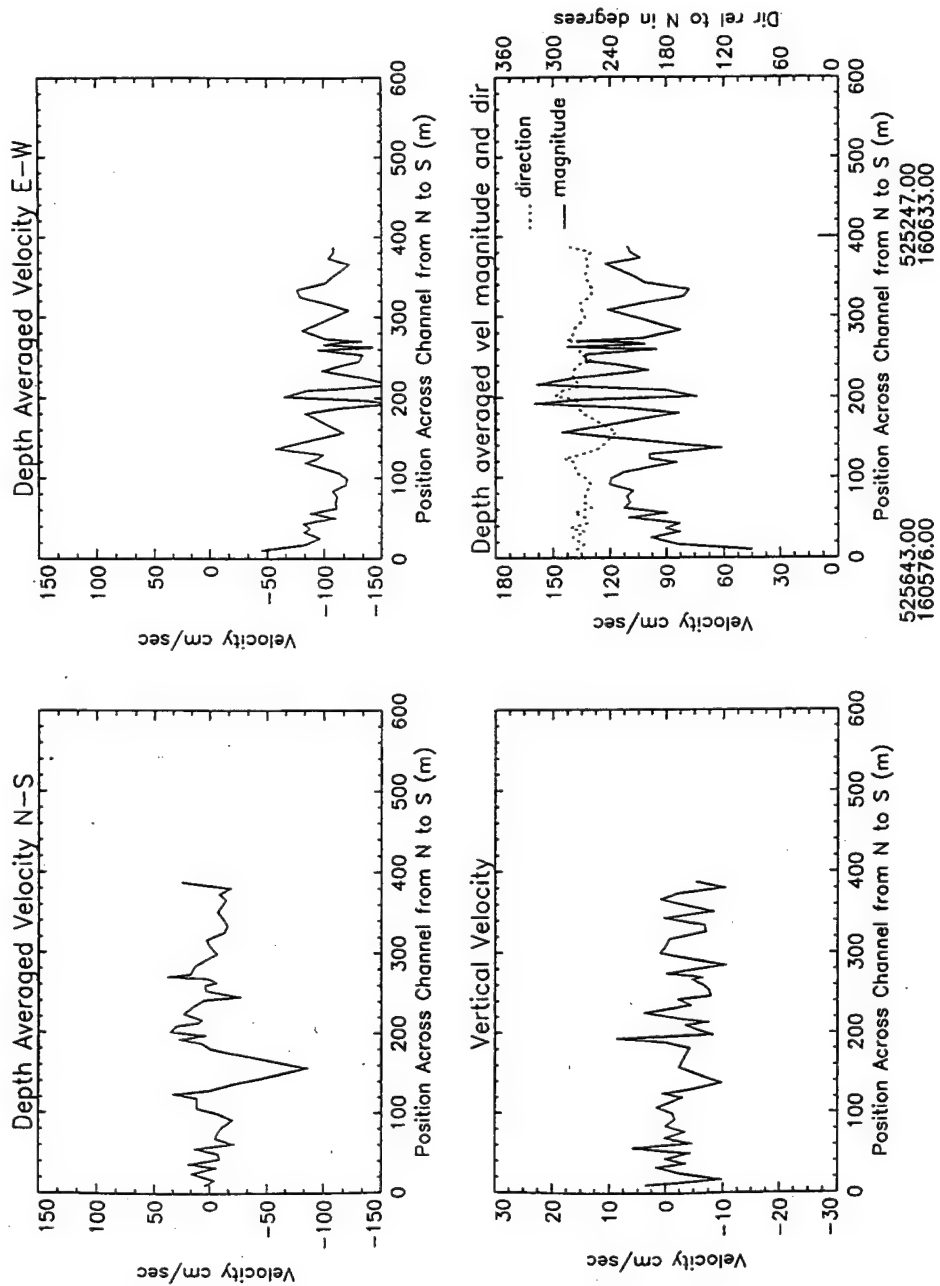 Depth Averaged Velocity N-S
150
100
50
0
-50
-100
-150
Velocity cm/sec
0 100 200 300 400 500 600
Position Across Channel from N to S (m)
Depth Averaged Velocity E-W
150
100
50
0
-50
-100
-150
Velocity cm/sec
0 100 200 300 400 500 600
Position Across Channel from N to S (m)
Vertical Velocity
30
20
10
0
-10
-20
-30
Velocity cm/sec
0 100 200 300 400 500 600
Position Across Channel from N to S (m)
Depth averaged vel magnitude and dir
180
150
120
90
60
30
0
Velocity cm/sec
direction
magnitude
360
300
240
180
120
60
0
Dir rel to N in degrees
0 100 200 300 400 500 600
Position Across Channel from N to S (m)
525643.00 525247.00
160576.00 160633.00